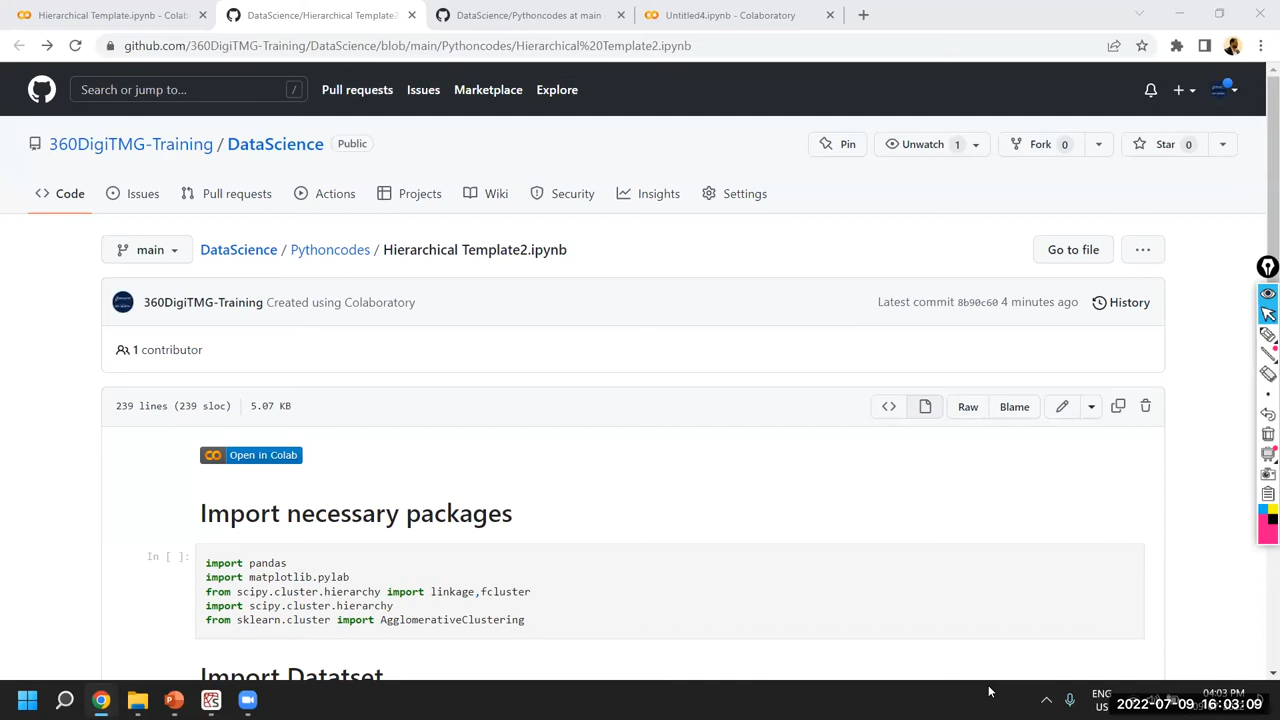 Hierarchical Template.ipynb - Colab
DataScience/Hierarchical Template2
DataScience/Pythoncodes at main
Untitled4.ipynb - Colaboratory
github.com/360DigiTMG-Training/DataScience/blob/main/Pythoncodes/Hierarchical%20Template2.ipynb
Search or jump to... /
Pull requests Issues Marketplace Explore
360DigiTMG-Training / DataScience Public
Pin Unwatch 1 Fork 0 Star 0
<> Code Issues Pull requests Actions Projects Wiki Security Insights Settings
main DataScience / Pythoncodes / Hierarchical Template2.ipynb Go to file ...
360DigiTMG-Training Created using Colaboratory Latest commit 8b90c60 4 minutes ago History
1 contributor
239 lines (239 sloc) 5.07 KB <> Raw Blame
CO Open in Colab
Import necessary packages
In [ ]:
import pandas
import matplotlib.pylab
from scipy.cluster.hierarchy import linkage,fcluster
import scipy.cluster.hierarchy
from sklearn.cluster import AgglomerativeClustering
Import Datatset
ENG
US
04:03 PM
2022-07-09 16:03:09